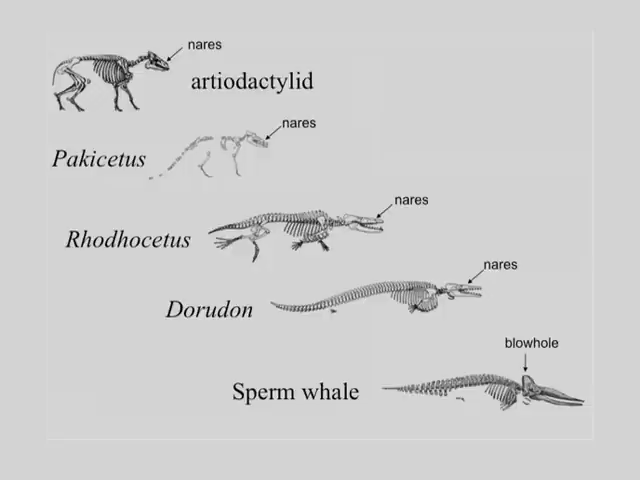 nares
artiodactylid
nares
Pakicetus
nares
Rhodhocetus
nares
Dorudon
blowhole
Sperm whale